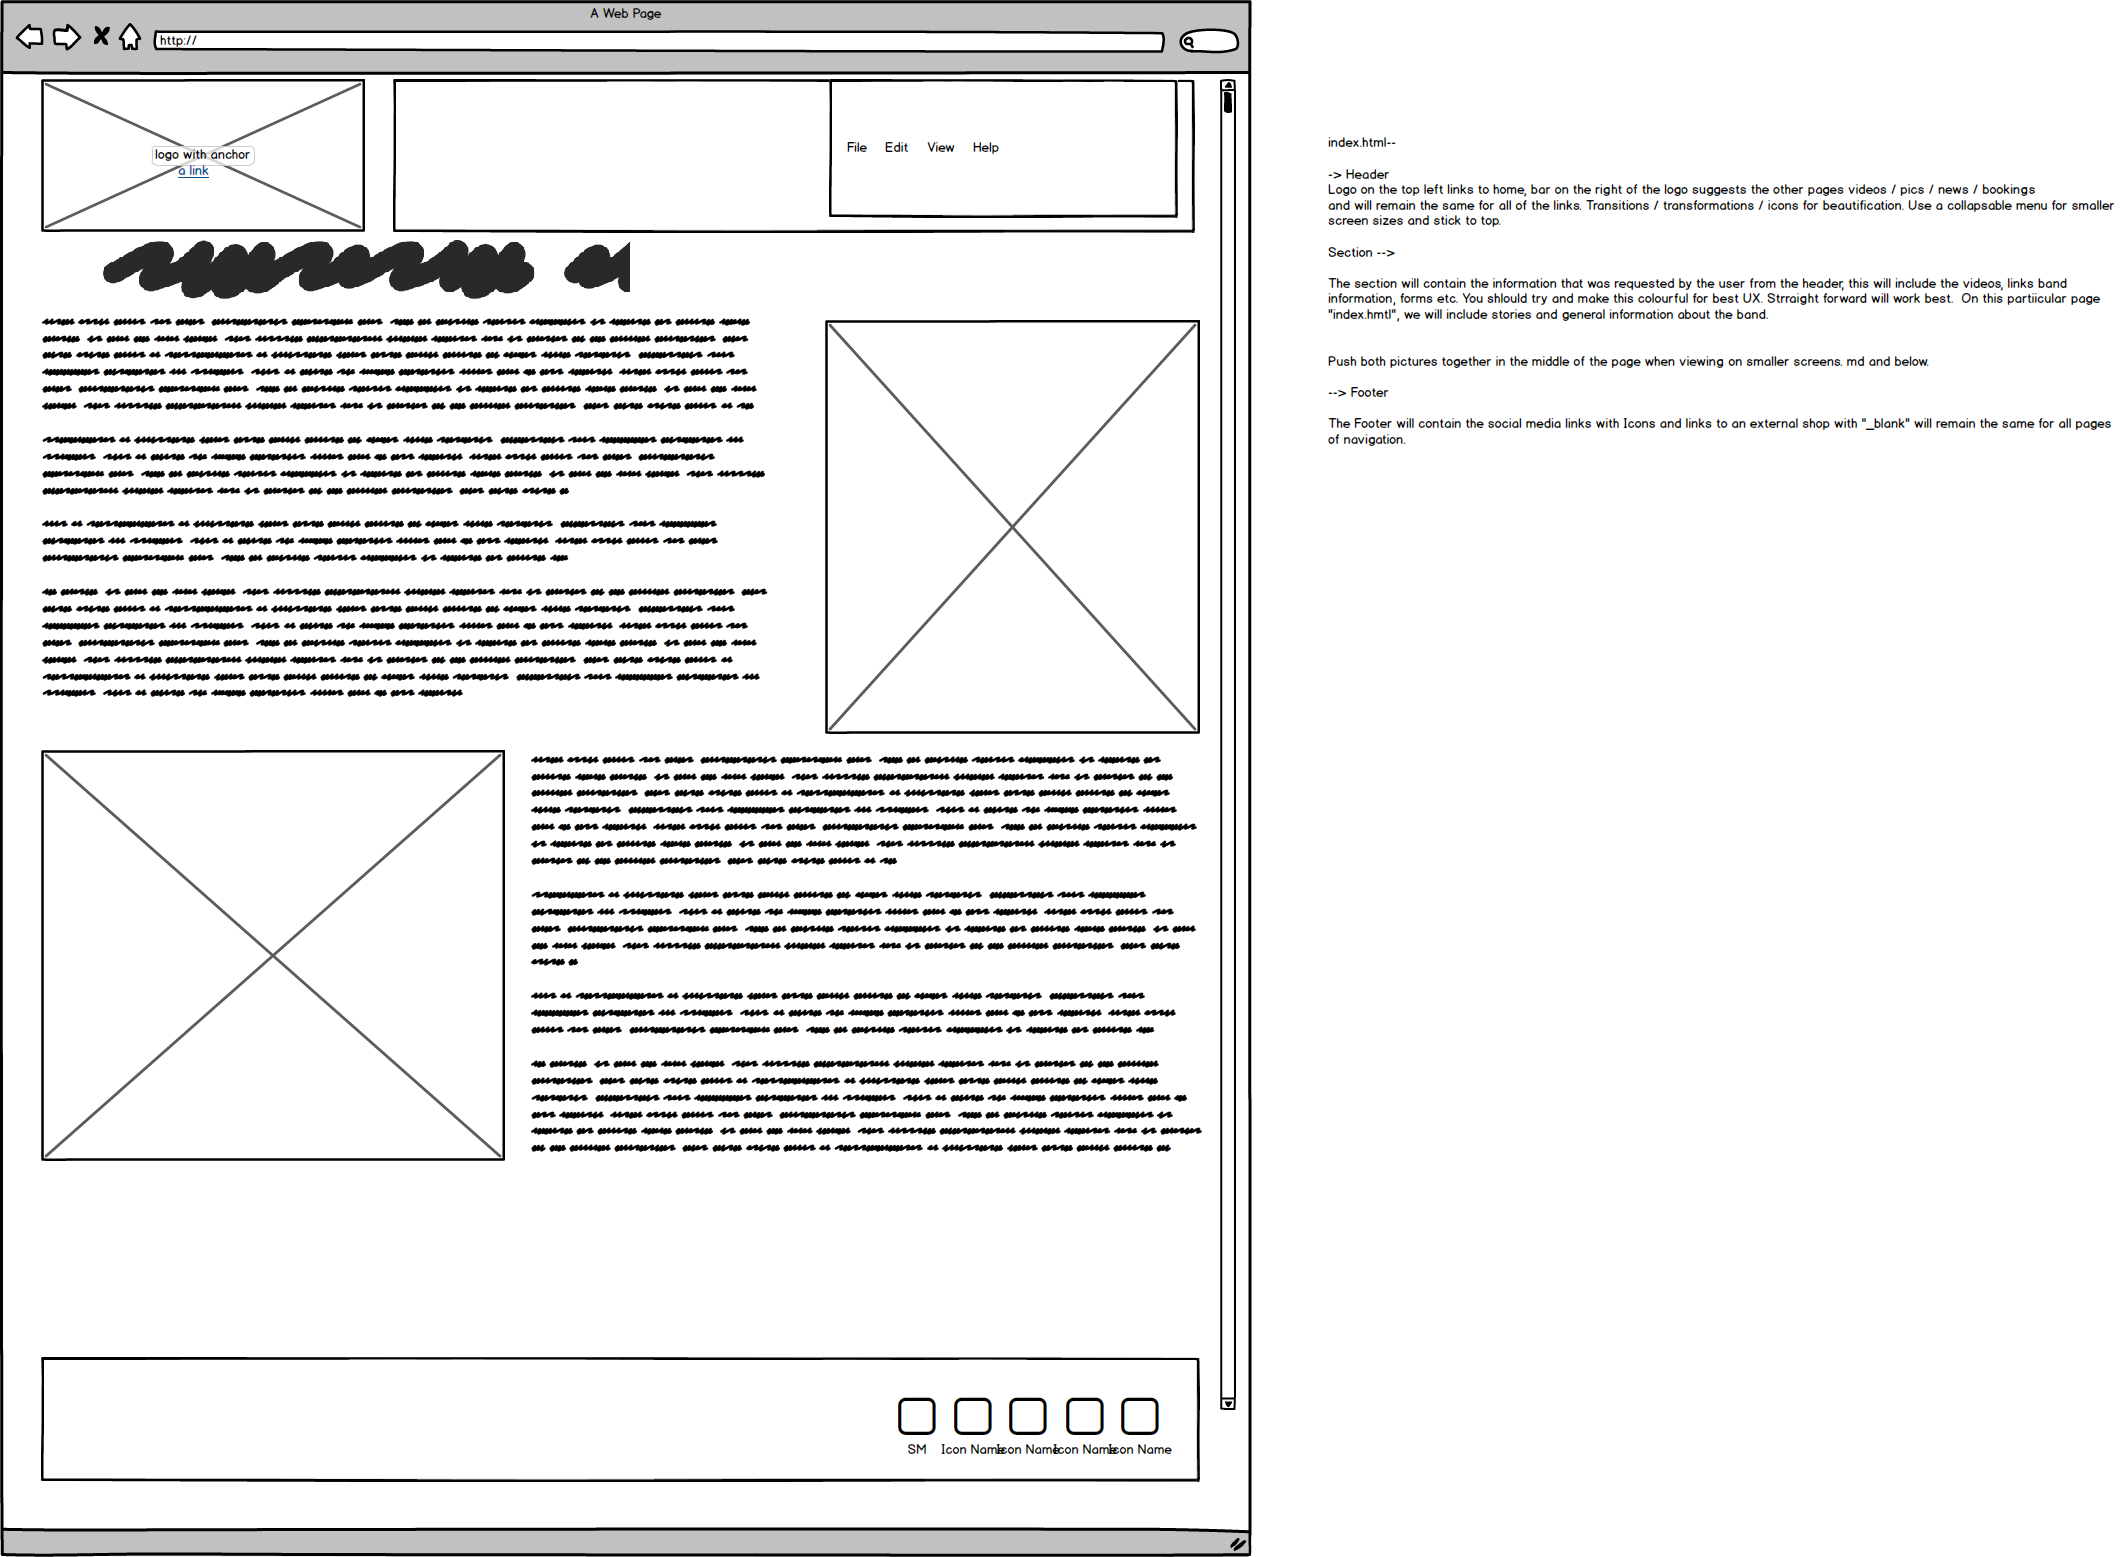 A Web Page
http://
logo with anchor
a link
File Edit View Help
index.html--
-> Header
Logo on the top left links to home, bar on the right of the logo suggests the other pages videos / pics / news / bookings
and will remain the same for all of the links. Transitions / transformations / icons for beautification. Use a collapsable menu for smaller
screen sizes and stick to top.
Section -->
The section will contain the information that was requested by the user from the header, this will include the videos, links band
information, forms etc. You shlould try and make this colourful for best UX. Strraight forward will work best. On this partiicular page
"index.hmtl", we will include stories and general information about the band.
Push both pictures together in the middle of the page when viewing on smaller screens. md and below.
--> Footer
The Footer will contain the social media links with Icons and links to an external shop with "_blank" will remain the same for all pages
of navigation.
SM Icon Name Icon Name Icon Name Icon Name